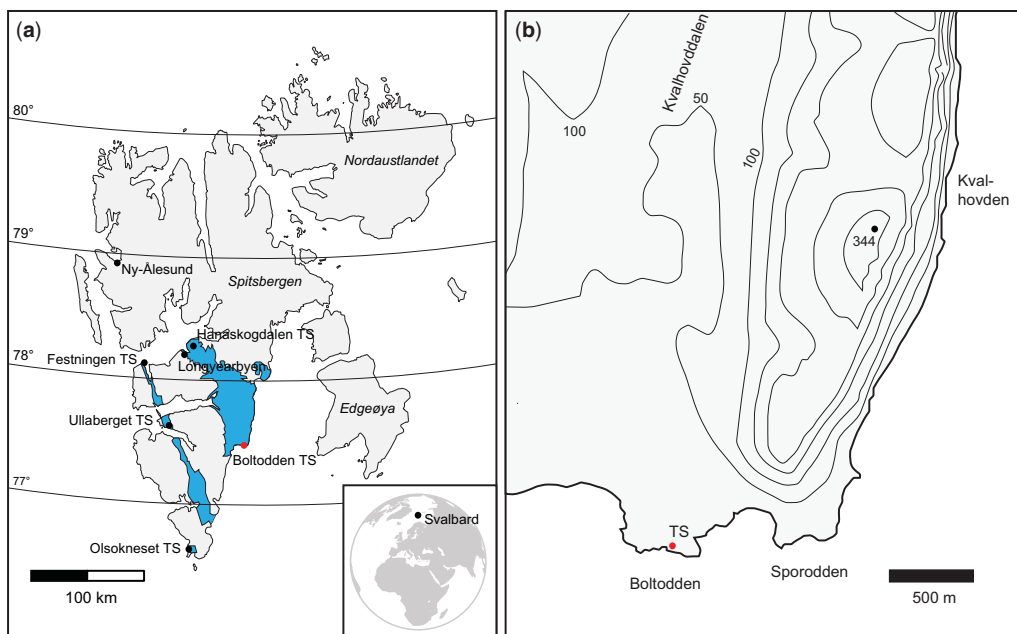 (a)
80°
Nordaustlandet
79°
Ny-Ålesund
Spitsbergen
Hanaskogdalen TS
78°
Festningen TS
Longyearbyen
Ullaberget TS
Edgeøya
Boltodden TS
77°
Olsokneset TS
100 km
Svalbard
(b)
Kvalhovddalen
50
100
100
Kval-
hovden
344
TS
Boltodden
Sporodden
500 m